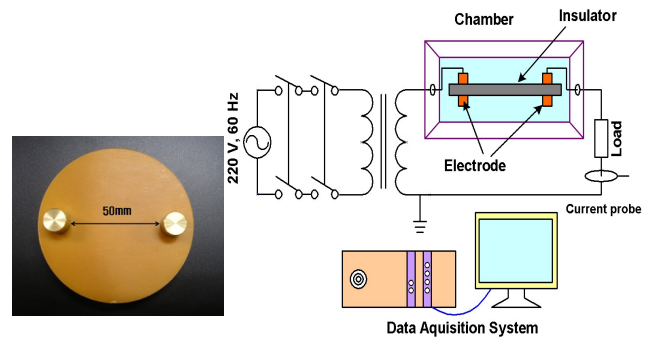 Chamber
Insulator
220 V, 60 Hz
Load
Electrode
50mm
Current probe
Data Aquisition System